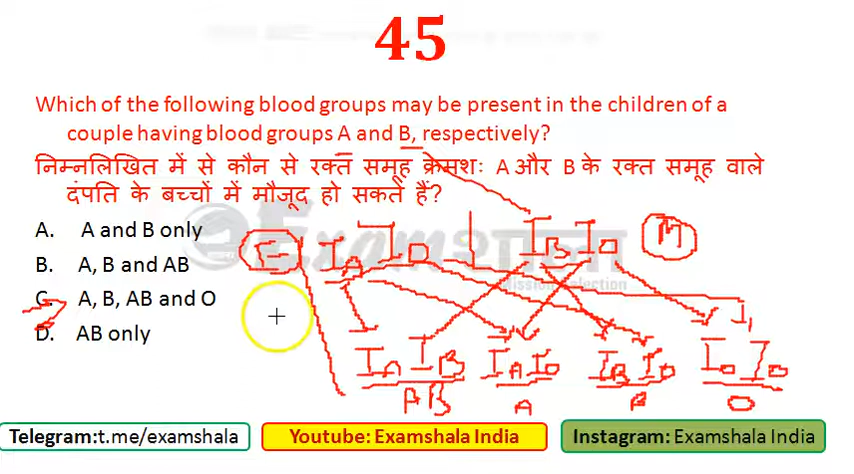 45
Which of the following blood groups may be present in the children of a
couple having blood groups A and B, respectively?
निम्नलिखित में से कौन से रक्त समूह क्रमशः A और B के रक्त समूह वाले
दंपति के बच्चों में मौजूद हो सकते हैं?
A. A and B only
B. A, B and AB
C. A, B, AB and O
D. AB only
F IA IO IB IO M
IA IB IA IO IB IO IO IO
AB A B O
Telegram:t.me/examshala Youtube: Examshala India Instagram: Examshala India